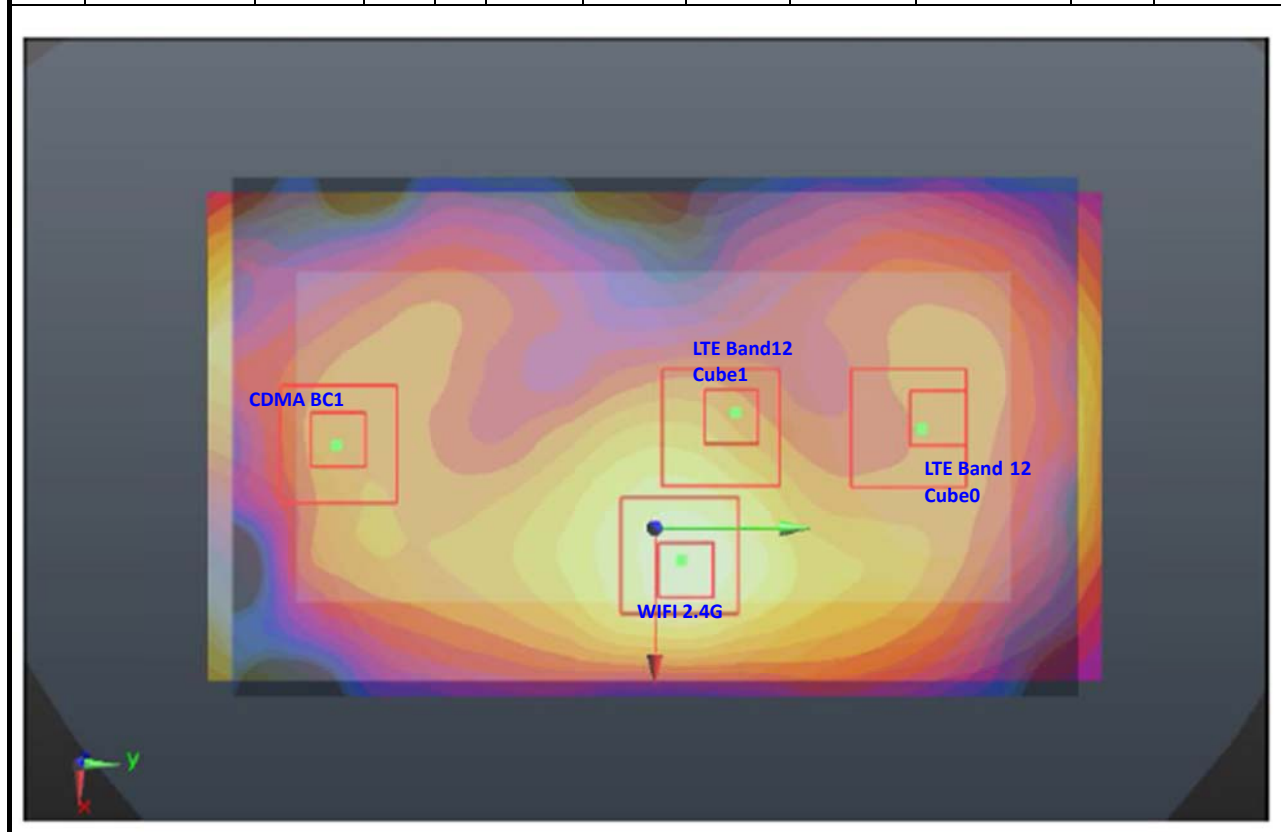 LTE Band12
Cube1
CDMA BC1
LTE Band 12
Cube0
WIFI 2.4G
y
x